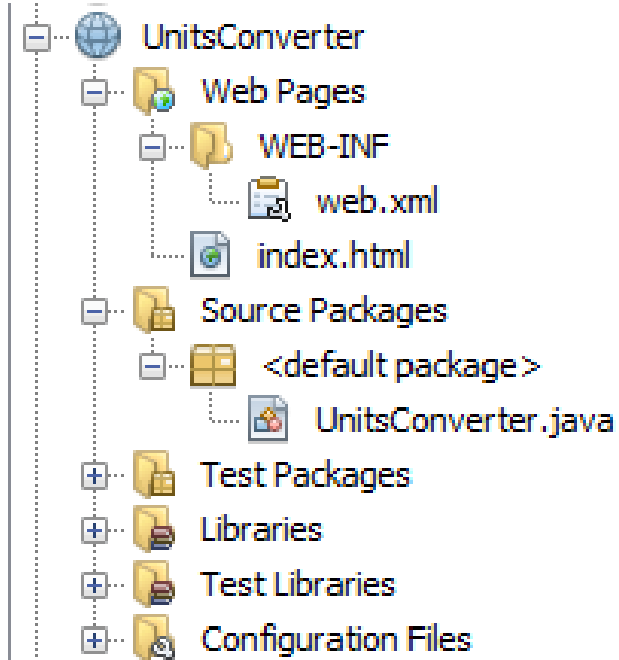 UnitsConverter
Web Pages
WEB-INF
web.xml
index.html
Source Packages
<default package>
UnitsConverter.java
Test Packages
Libraries
Test Libraries
Configuration Files